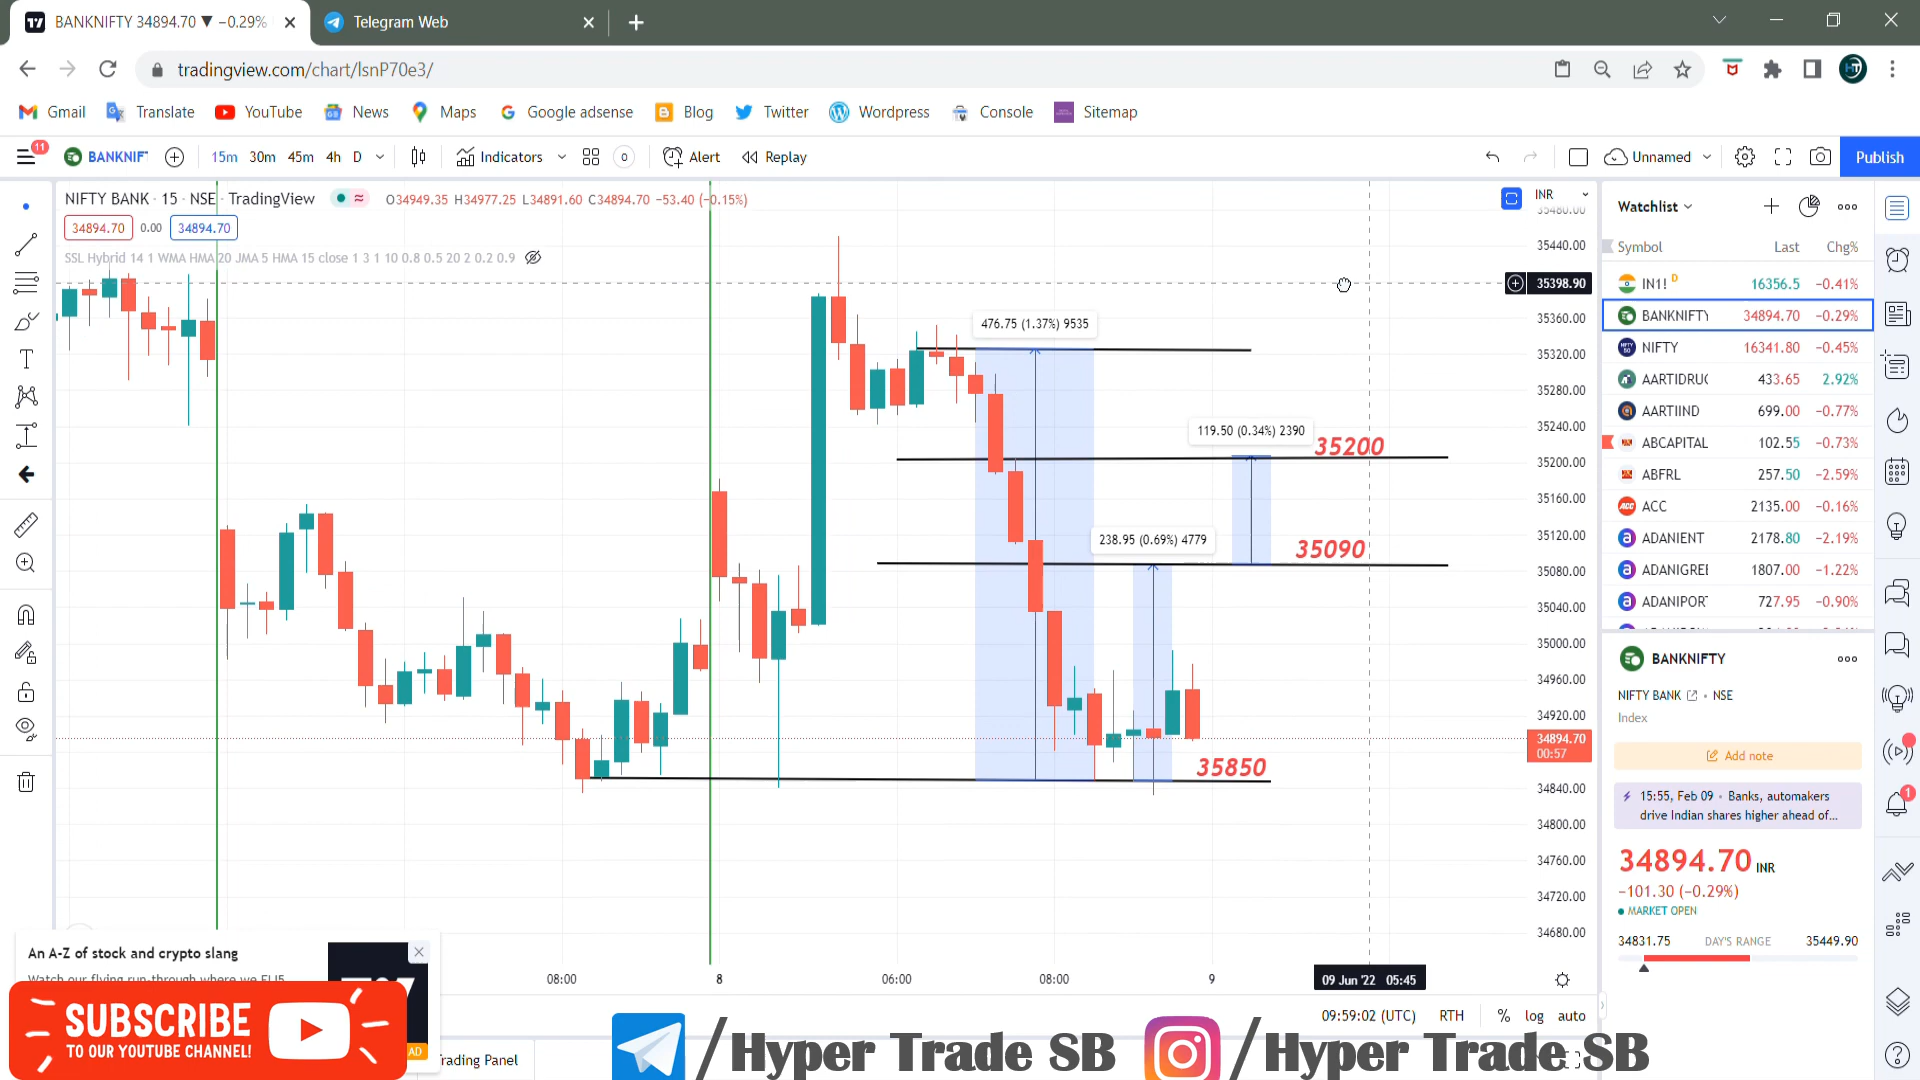 BANKNIFTY 34894.70 ▼ −0.29%
Telegram Web
tradingview.com/chart/lsnP70e3/
Gmail
Translate
YouTube
News
Maps
Google adsense
Blog
Twitter
Wordpress
Console
Sitemap
11
BANKNIF
15m 30m 45m 4h D
Indicators
0
Alert
Replay
Unnamed
Publish
NIFTY BANK · 15 · NSE · TradingView
O34949.35 H34977.25 L34891.60 C34894.70 −53.40 (−0.15%)
34894.70 0.00 34894.70
SSL Hybrid 14 1 WMA HMA 20 JMA 5 HMA 15 close 1 3 1 10 0.8 0.5 20 2 0.2 0.9
476.75 (1.37%) 9535
119.50 (0.34%) 2390
35200
238.95 (0.69%) 4779
35090
35850
INR
35480.00
35440.00
35398.90
35360.00
35320.00
35280.00
35240.00
35200.00
35160.00
35120.00
35080.00
35040.00
35000.00
34960.00
34920.00
34894.70
00:57
34840.00
34800.00
34760.00
34720.00
34680.00
08:00
8
06:00
08:00
9
09 Jun '22 05:45
09:59:02 (UTC) RTH % log auto
Watchlist
Symbol Last Chg%
IN1! D 16356.5 −0.41%
BANKNIFTY 34894.70 −0.29%
NIFTY 16341.80 −0.45%
AARTIDRUG 433.65 2.92%
AARTIIND 699.00 −0.77%
ABCAPITAL 102.55 −0.73%
ABFRL 257.50 −2.59%
ACC 2135.00 −0.16%
ADANIENT 2178.80 −2.19%
ADANIGREE 1807.00 −1.22%
ADANIPORT 727.95 −0.90%
BANKNIFTY
NIFTY BANK • NSE
Index
Add note
15:55, Feb 09 • Banks, automakers
drive Indian shares higher ahead of...
34894.70 INR
−101.30 (−0.29%)
MARKET OPEN
34831.75 DAY'S RANGE 35449.90
1
An A-Z of stock and crypto slang
AD
SUBSCRIBE
TO OUR YOUTUBE CHANNEL!
rading Panel
/Hyper Trade SB
/Hyper Trade SB